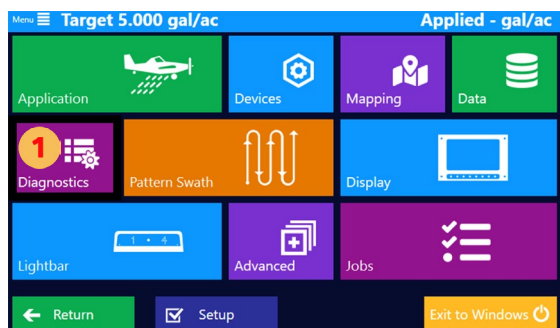 Menu Target 5.000 gal/ac Applied - gal/ac
Application Devices Mapping Data
1
Diagnostics Pattern Swath Display
1 • 4
Lightbar Advanced Jobs
Return Setup Exit to Windows